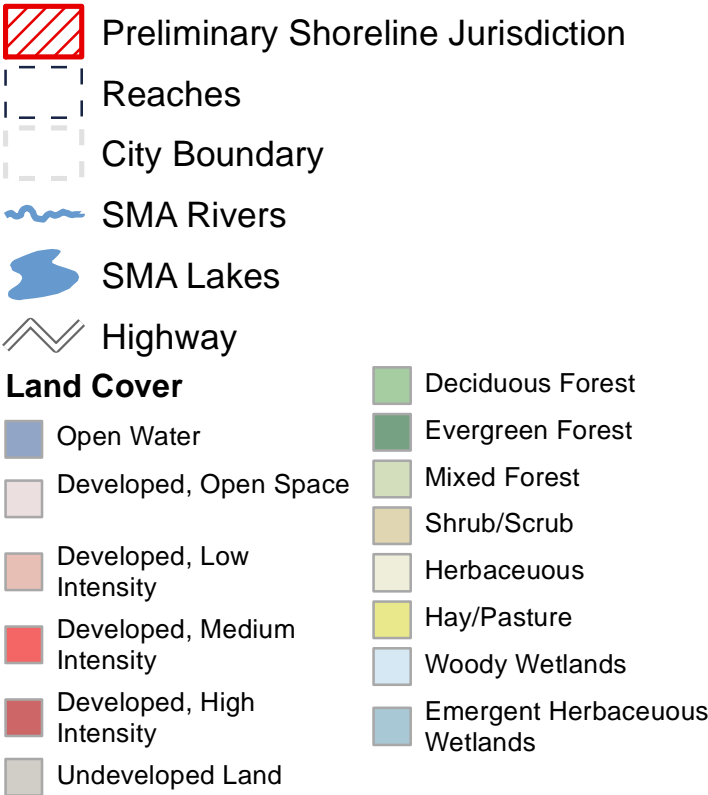 Preliminary Shoreline Jurisdiction
Reaches
City Boundary
SMA Rivers
SMA Lakes
Highway
Land Cover
Open Water
Developed, Open Space
Developed, Low
Intensity
Developed, Medium
Intensity
Developed, High
Intensity
Undeveloped Land
Deciduous Forest
Evergreen Forest
Mixed Forest
Shrub/Scrub
Herbaceuous
Hay/Pasture
Woody Wetlands
Emergent Herbaceuous
Wetlands